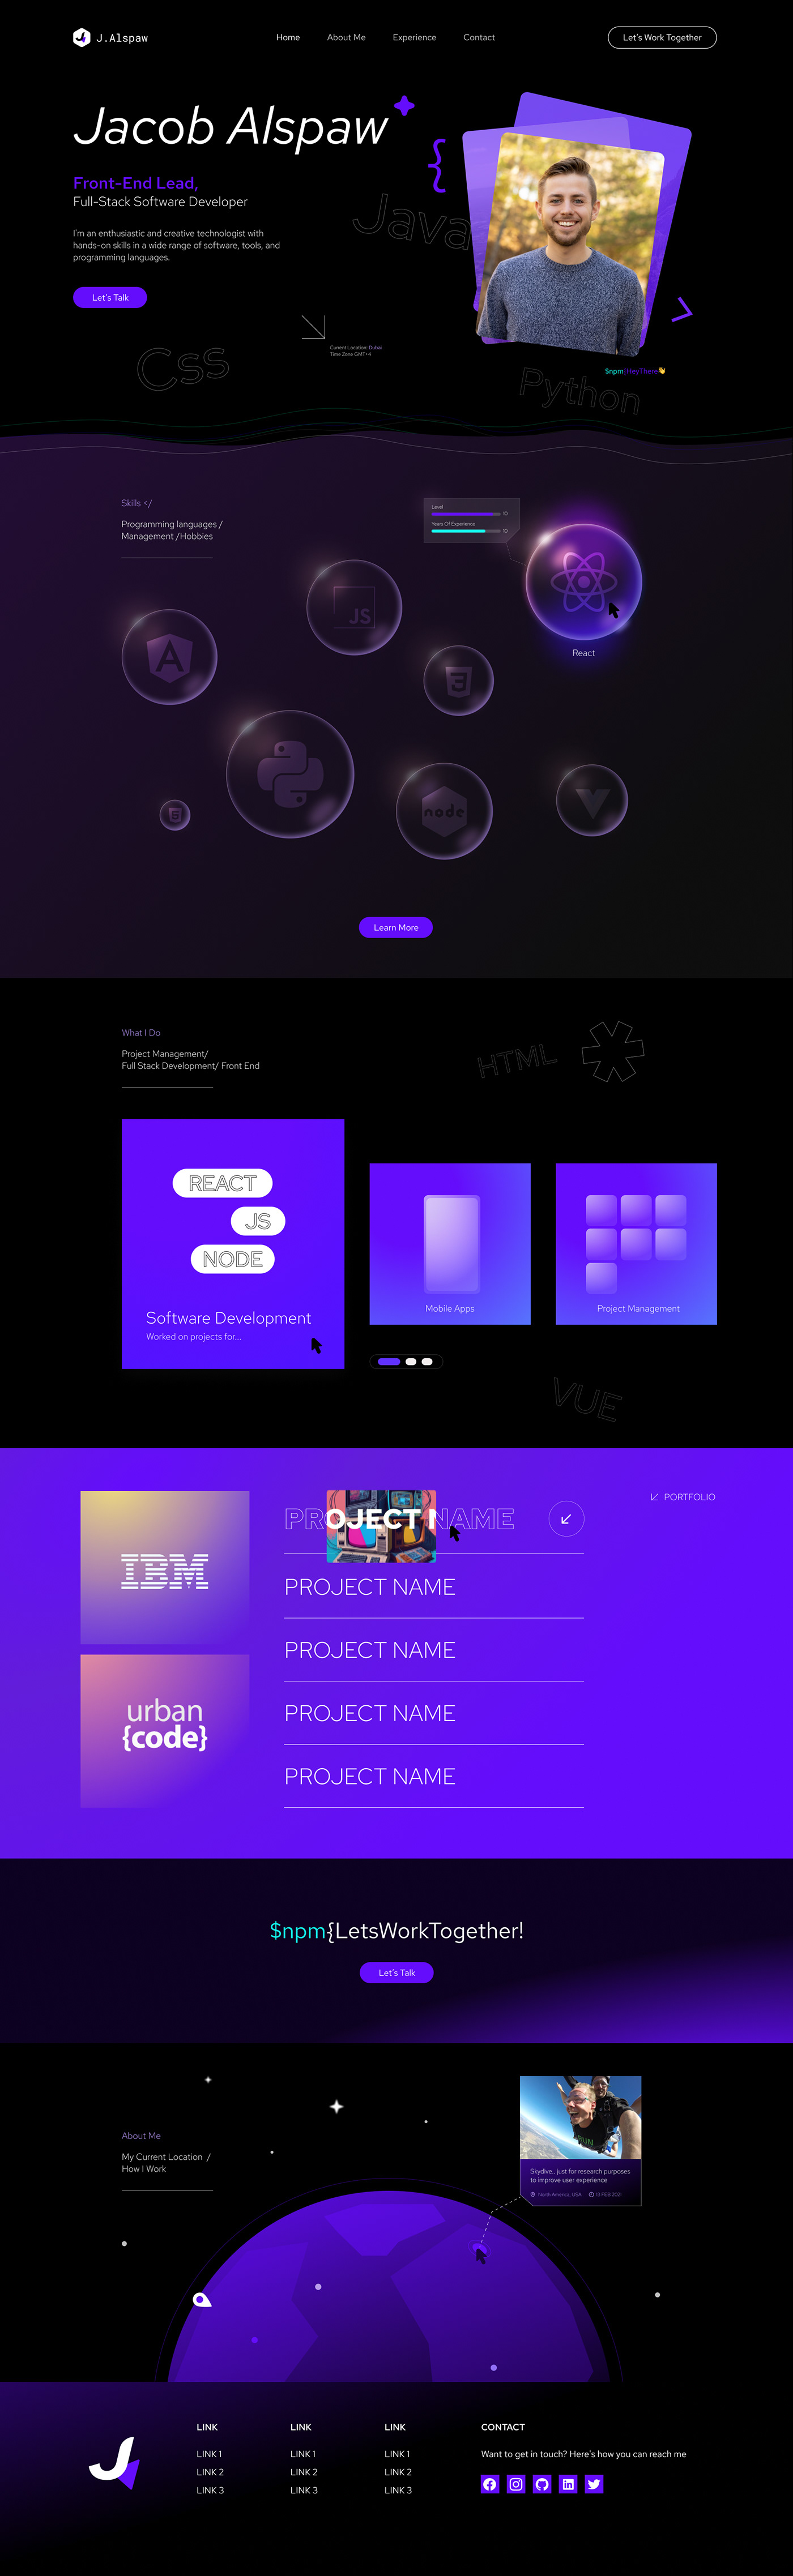 J.Alspaw
Home
About Me
Experience
Contact
Let's Work Together
Jacob Alspaw
{
Front-End Lead,
Full-Stack Software Developer
Java
I'm an enthusiastic and creative technologist with
hands-on skills in a wide range of software, tools, and
programming languages.
Let's Talk
Current Location: Dubai
Time Zone GMT+4
Css
$npm{HeyThere👋
Python
Skills </
Programming languages /
Management /Hobbies
Level
10
Years Of Experience
10
JS
React
node
Learn More
What I Do
Project Management/
Full Stack Development/ Front End
HTML
REACT
JS
NODE
Software Development
Worked on projects for...
Mobile Apps
Project Management
VUE
PORTFOLIO
IBM
urban
{code}
PROJECT NAME
PROJECT NAME
PROJECT NAME
PROJECT NAME
PROJECT NAME
$npm{LetsWorkTogether!
Let's Talk
About Me
My Current Location /
How I Work
Skydive.. just for research purposes
to improve user experience
North America, USA
13 FEB 2021
LINK
LINK 1
LINK 2
LINK 3
LINK
LINK 1
LINK 2
LINK 3
LINK
LINK 1
LINK 2
LINK 3
CONTACT
Want to get in touch? Here's how you can reach me